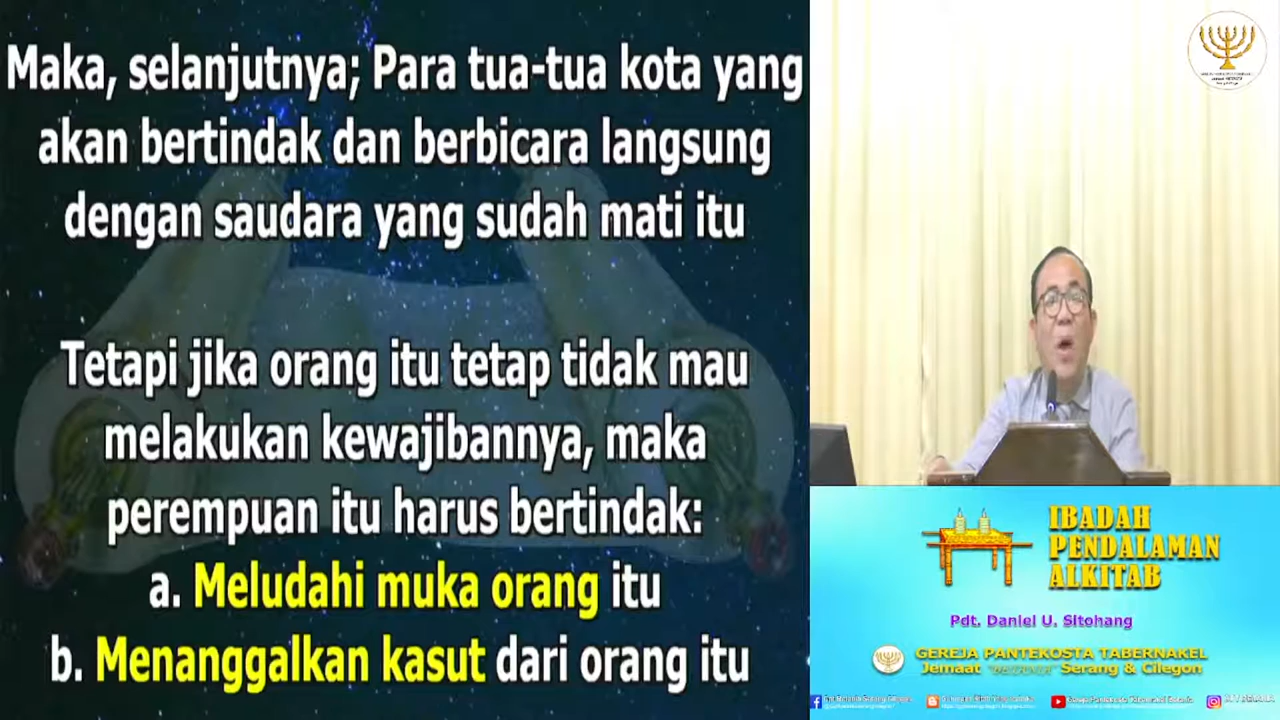 Maka, selanjutnya; Para tua-tua kota yang
akan bertindak dan berbicara langsung
dengan saudara yang sudah mati itu
Tetapi jika orang itu tetap tidak mau
melakukan kewajibannya, maka
perempuan itu harus bertindak:
a. Meludahi muka orang itu
b. Menanggalkan kasut dari orang itu
IBADAH
PENDALAMAN
ALKITAB
Pdt. Daniel U. Sitohang
GEREJA PANTEKOSTA TABERNAKEL
Jemaat Serang & Cilegon